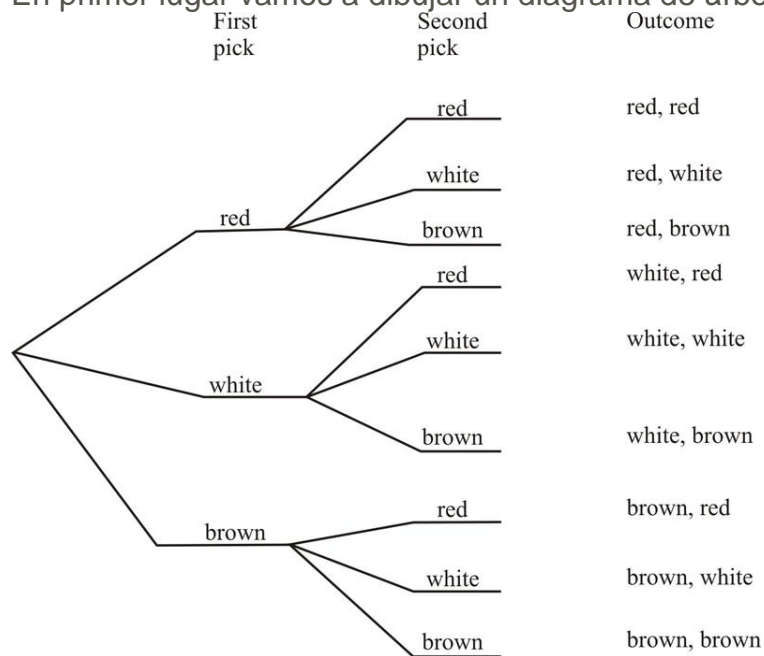 En primer lugar vamos a dibujar un diagrama de árbo
First pick
Second pick
Outcome
red
red
red, red
white
red, white
brown
red, brown
white
red
white, red
white
white, white
brown
white, brown
brown
red
brown, red
white
brown, white
brown
brown, brown